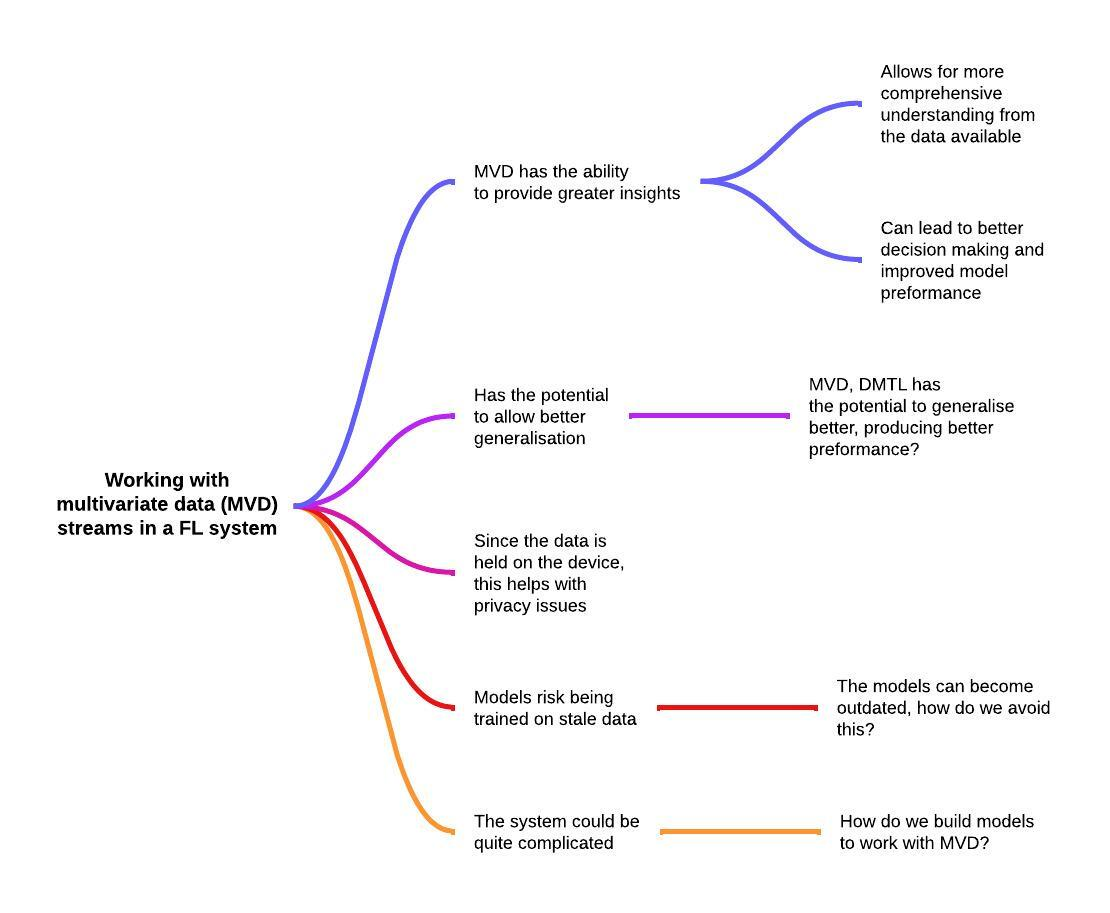 Working with
multivariate data (MVD)
streams in a FL system
MVD has the ability
to provide greater insights
Allows for more
comprehensive
understanding from
the data available
Can lead to better
decision making and
improved model
preformance
Has the potential
to allow better
generalisation
MVD, DMTL has
the potential to generalise
better, producing better
preformance?
Since the data is
held on the device,
this helps with
privacy issues
Models risk being
trained on stale data
The models can become
outdated, how do we avoid
this?
The system could be
quite complicated
How do we build models
to work with MVD?